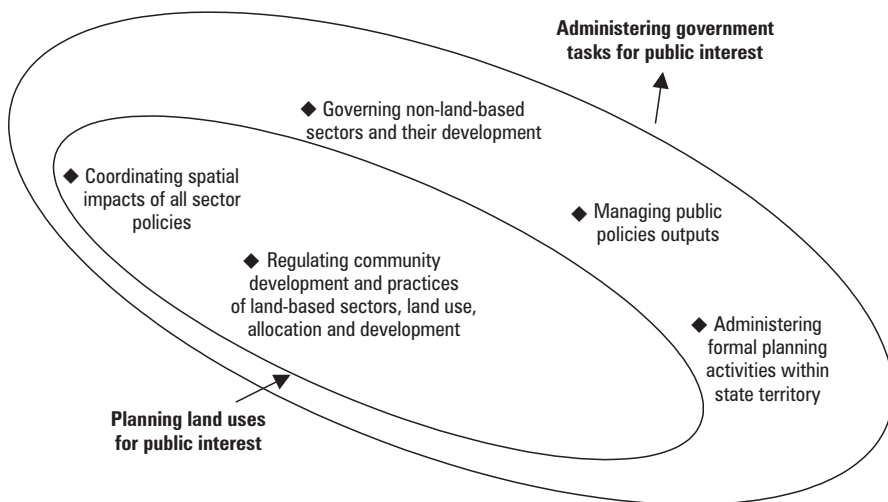 Administering government
tasks for public interest
◆ Governing non-land-based
sectors and their development
◆ Coordinating spatial
impacts of all sector
policies
◆ Managing public
policies outputs
◆ Regulating community
development and practices
of land-based sectors, land use,
allocation and development
◆ Administering
formal planning
activities within
state territory
Planning land uses
for public interest